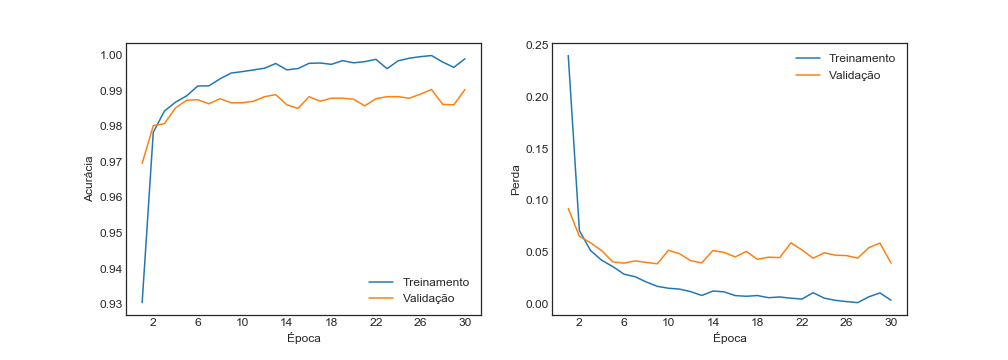 1.00
0.99
0.98
0.97
0.96
0.95
0.94
0.93
Acurácia
Treinamento
Validação
2 6 10 14 18 22 26 30
Época
0.25
0.20
0.15
0.10
0.05
0.00
Perda
Treinamento
Validação
2 6 10 14 18 22 26 30
Época